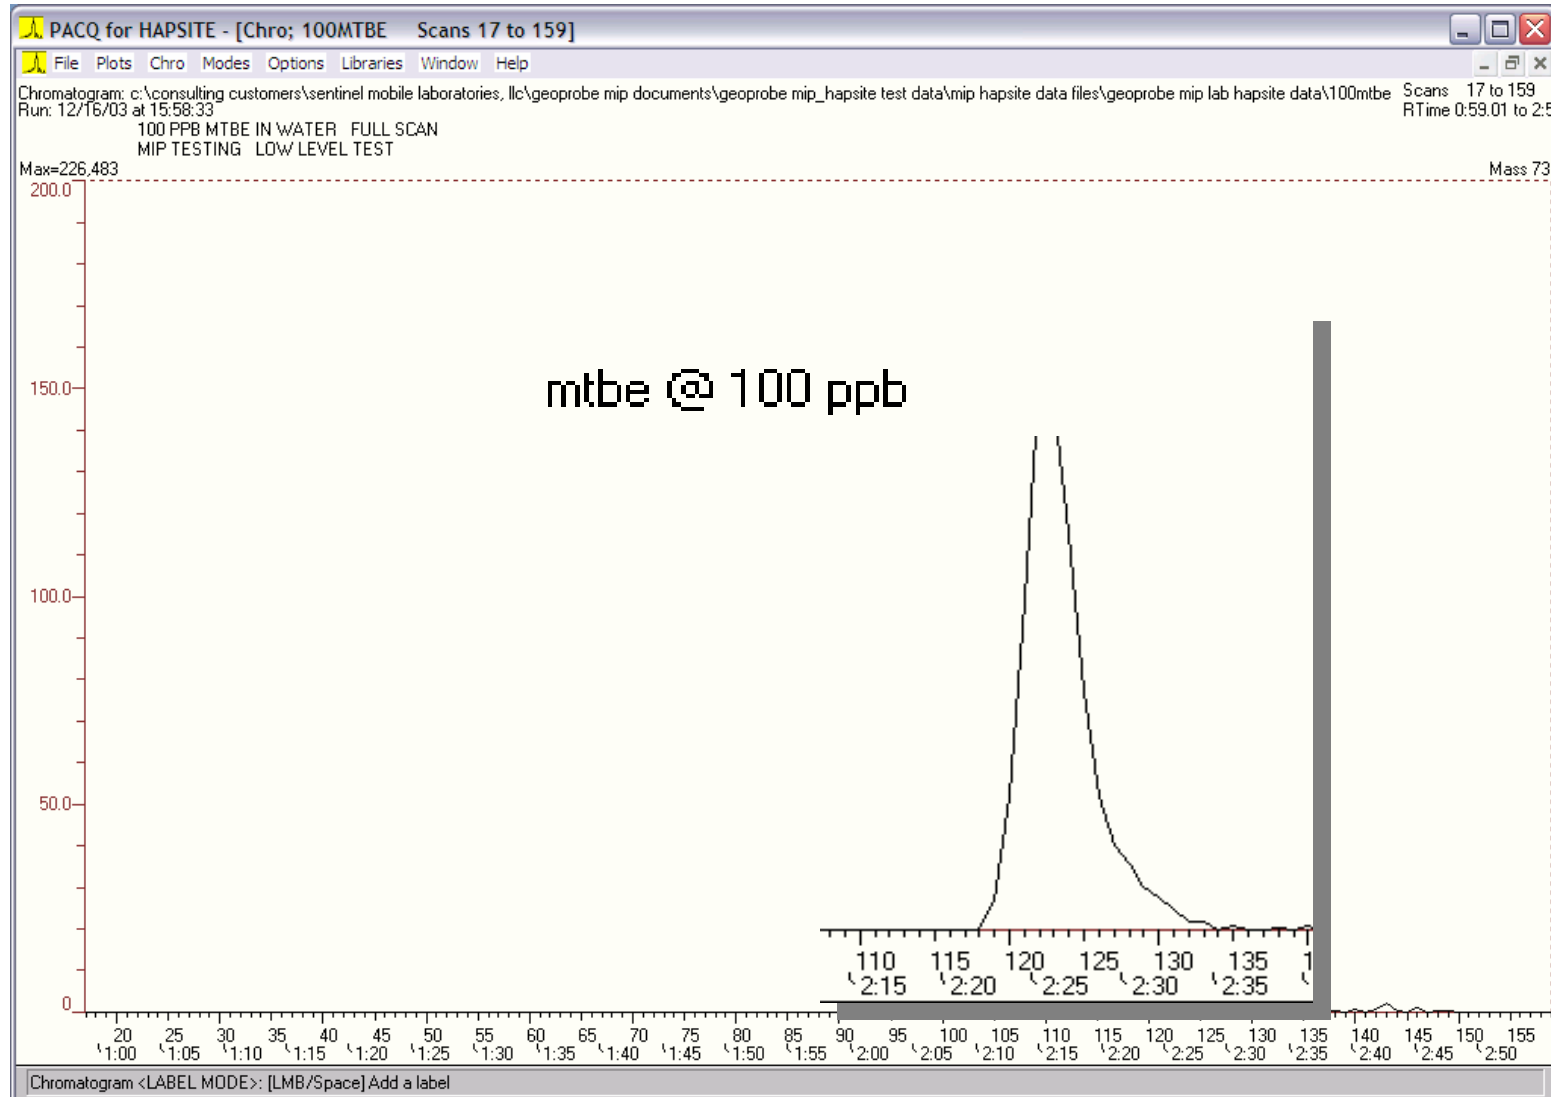 PACQ for HAPSITE - [Chro; 100MTBE Scans 17 to 159]
File Plots Chro Modes Options Libraries Window Help
Chromatogram: c:\consulting customers\sentinel mobile laboratories, llc\geoprobe mip documents\geoprobe mip_hapsite test data\mip hapsite data files\geoprobe mip lab hapsite data\100mtbe Scans 17 to 159
Run: 12/16/03 at 15:58:33 RTime 0:59.01 to 2:5
100 PPB MTBE IN WATER FULL SCAN
MIP TESTING LOW LEVEL TEST
Max=226,483 Mass 73
200.0
mtbe @ 100 ppb
150.0
100.0
50.0
110 115 120 125 130 135 1
2:15 2:20 2:25 2:30 2:35
0
20 25 30 35 40 45 50 55 60 65 70 75 80 85 90 95 100 105 110 115 120 125 130 135 140 145 150 155
1:00 1:05 1:10 1:15 1:20 1:25 1:30 1:35 1:40 1:45 1:50 1:55 2:00 2:05 2:10 2:15 2:20 2:25 2:30 2:35 2:40 2:45 2:50
Chromatogram <LABEL MODE>: [LMB/Space] Add a label